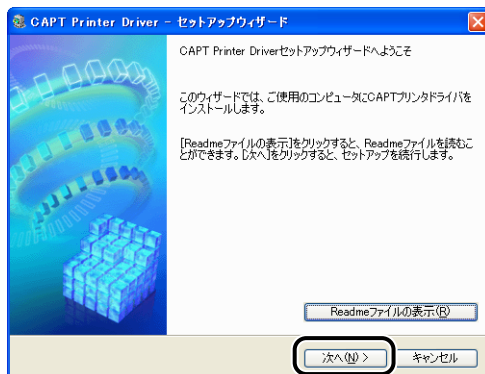 CAPT Printer Driver - セットアップウィザード
CAPT Printer Driverセットアップウィザードへようこそ
このウィザードでは、ご使用のコンピュータにCAPTプリンタドライバを
インストールします。
[Readmeファイルの表示]をクリックすると、Readmeファイルを読むこ
とができます。[次へ]をクリックすると、セットアップを続行します。
Readmeファイルの表示(R)
次へ(N) >
キャンセル